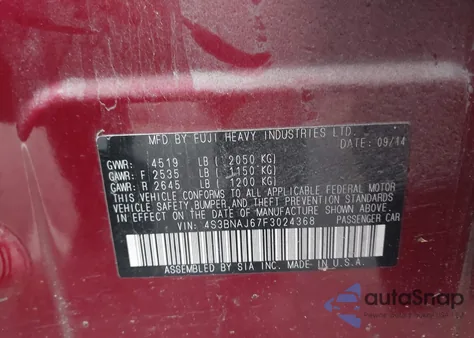 MFD BY FUJI HEAVY INDUSTRIES LTD.
DATE: 09/14
GVWR: 4519 LB ( 2050 KG)
GAWR: F 2535 LB ( 1150 KG)
GAWR: R 2645 LB ( 1200 KG)
THIS VEHICLE CONFORMS TO ALL APPLICABLE FEDERAL MOTOR
VEHICLE SAFETY, BUMPER, AND THEFT PREVENTION STANDARDS
IN EFFECT ON THE DATE OF MANUFACTURE SHOWN ABOVE.
VIN: 4S3BNAJ67F3024368 PASSENGER CAR
ASSEMBLED BY SIA INC. MADE IN U.S.A.
autoSnap